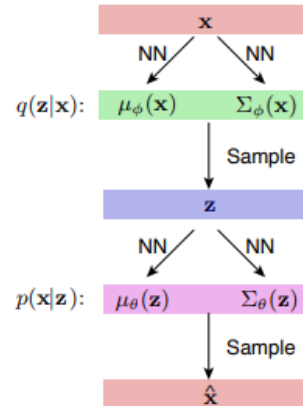 x
NN NN
q(z|x): μ_ϕ(x) Σ_ϕ(x)
Sample
z
NN NN
p(x|z): μ_θ(z) Σ_θ(z)
Sample
x̂